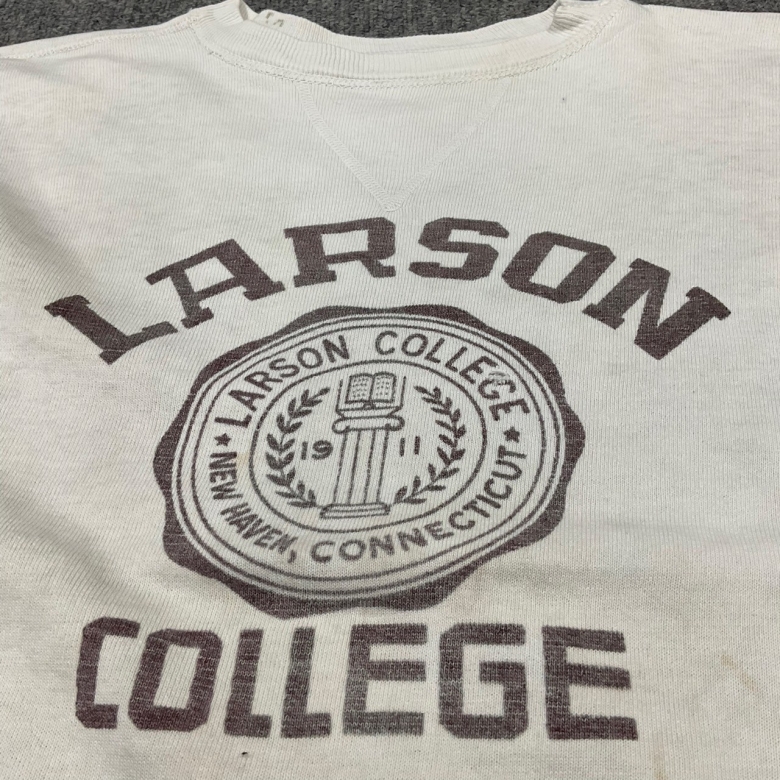 LARSON
LARSON COLLEGE
19 11
★ NEW HAVEN, CONNECTICUT ★
COLLEGE